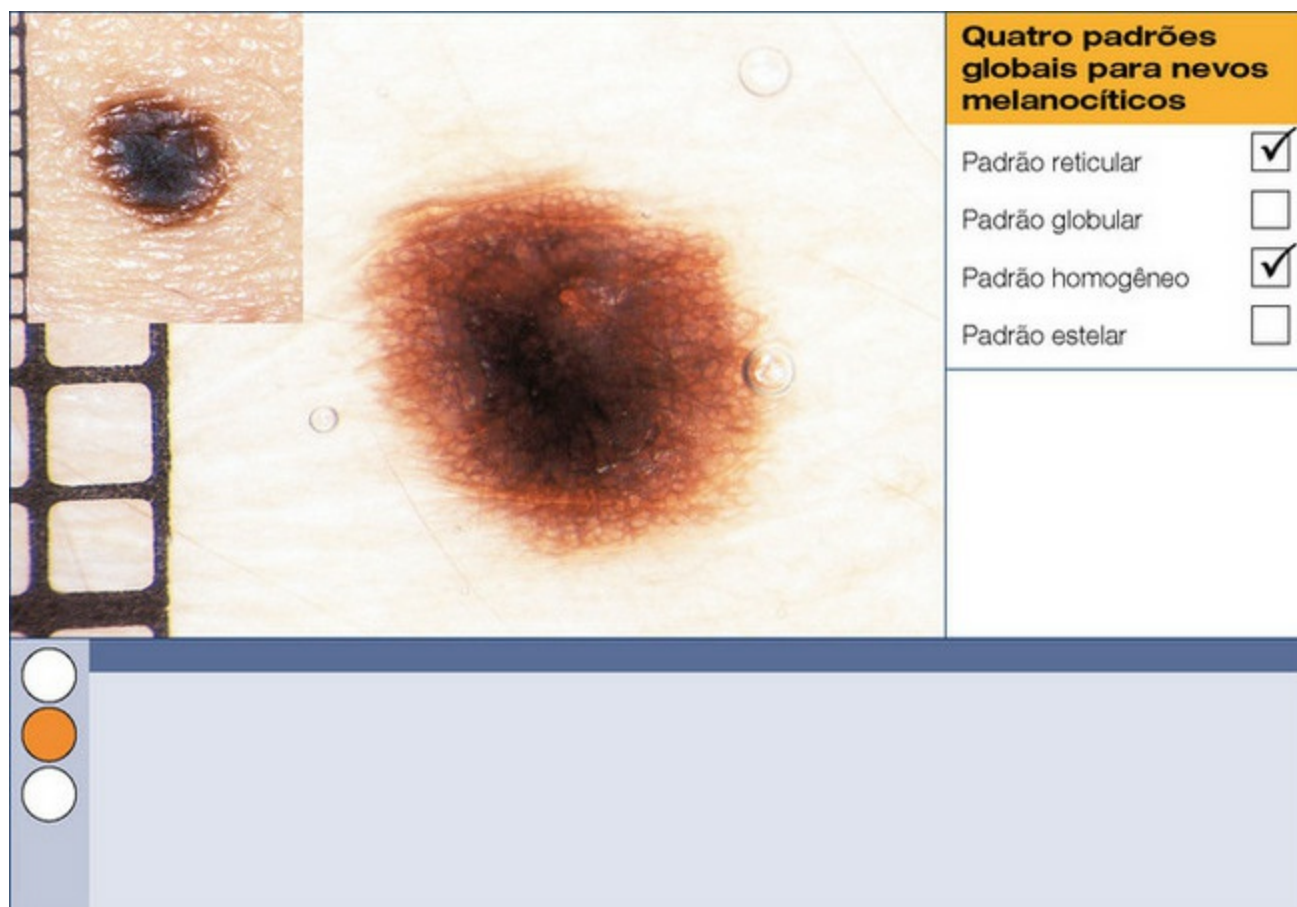 Quatro padrões
globais para nevos
melanocíticos
Padrão reticular
Padrão globular
Padrão homogêneo
Padrão estelar